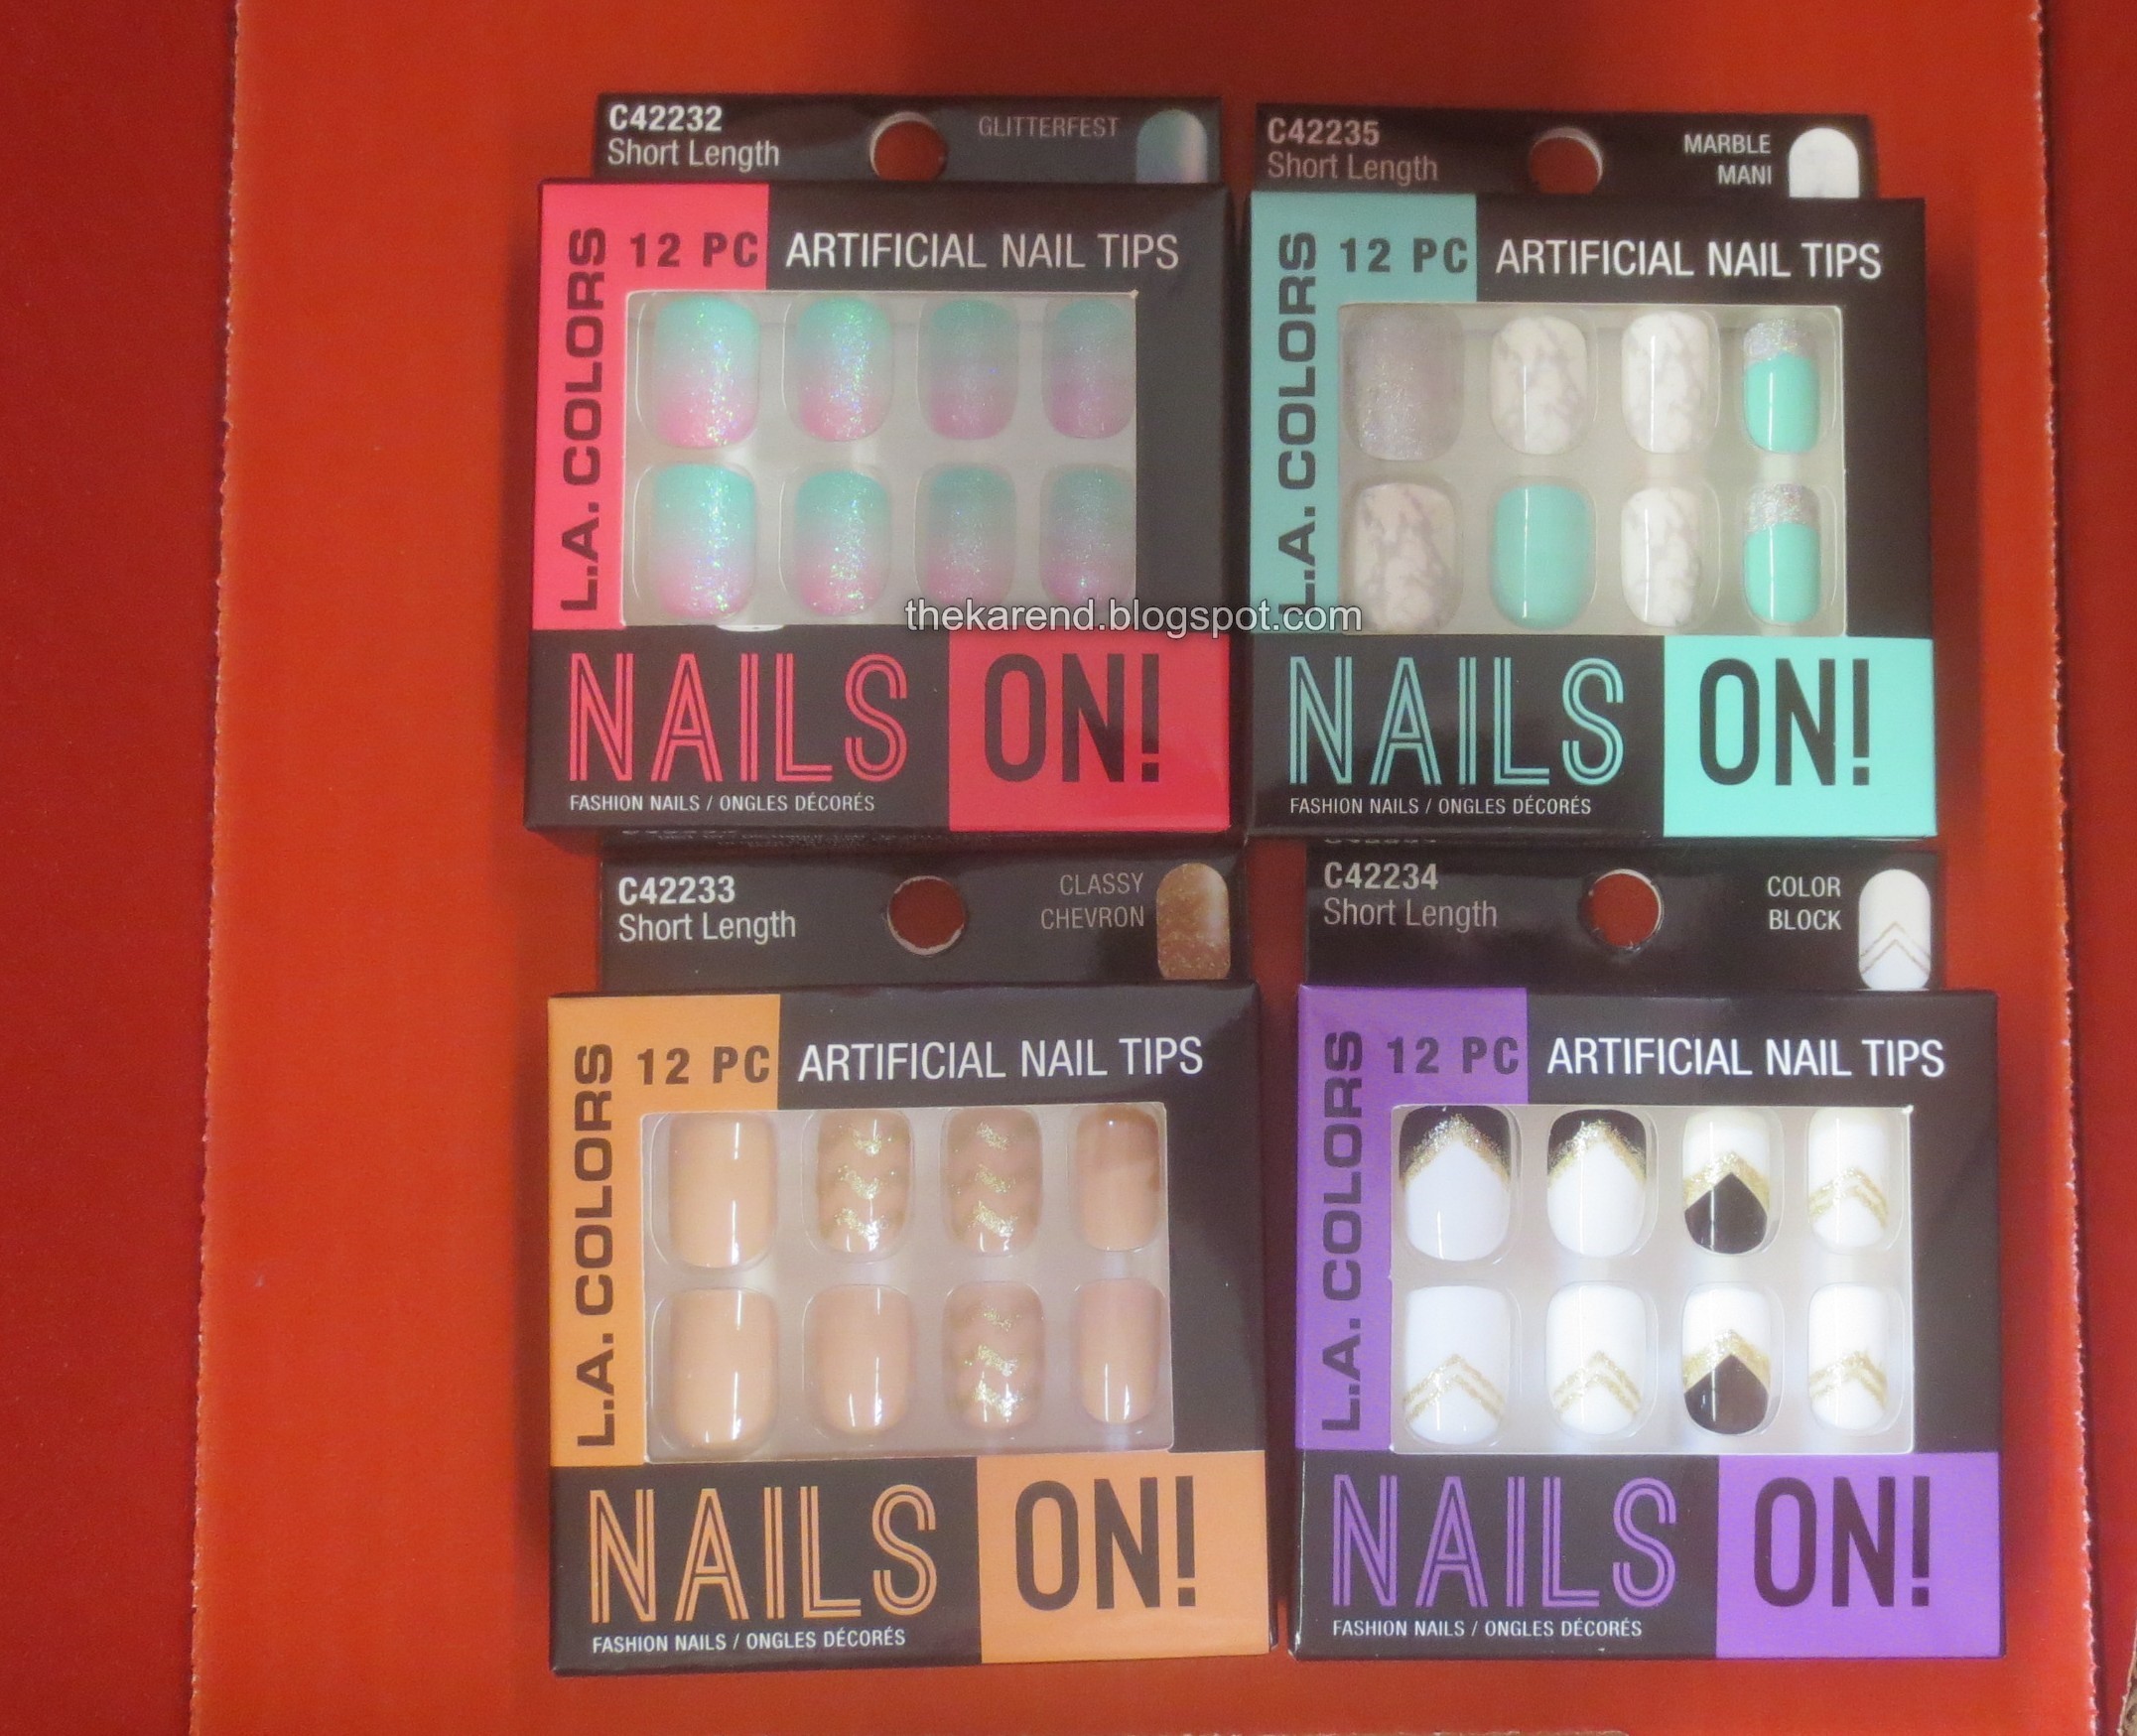 C42232
Short Length
GLITTERFEST
L.A. COLORS
12 PC
ARTIFICIAL NAIL TIPS
NAILS ON!
FASHION NAILS / ONGLES DÉCORÉS
C42235
Short Length
MARBLE
MANI
L.A. COLORS
12 PC
ARTIFICIAL NAIL TIPS
NAILS ON!
FASHION NAILS / ONGLES DÉCORÉS
thekarend.blogspot.com
C42233
Short Length
CLASSY
CHEVRON
L.A. COLORS
12 PC
ARTIFICIAL NAIL TIPS
NAILS ON!
FASHION NAILS / ONGLES DÉCORÉS
C42234
Short Length
COLOR
BLOCK
L.A. COLORS
12 PC
ARTIFICIAL NAIL TIPS
NAILS ON!
FASHION NAILS / ONGLES DÉCORÉS